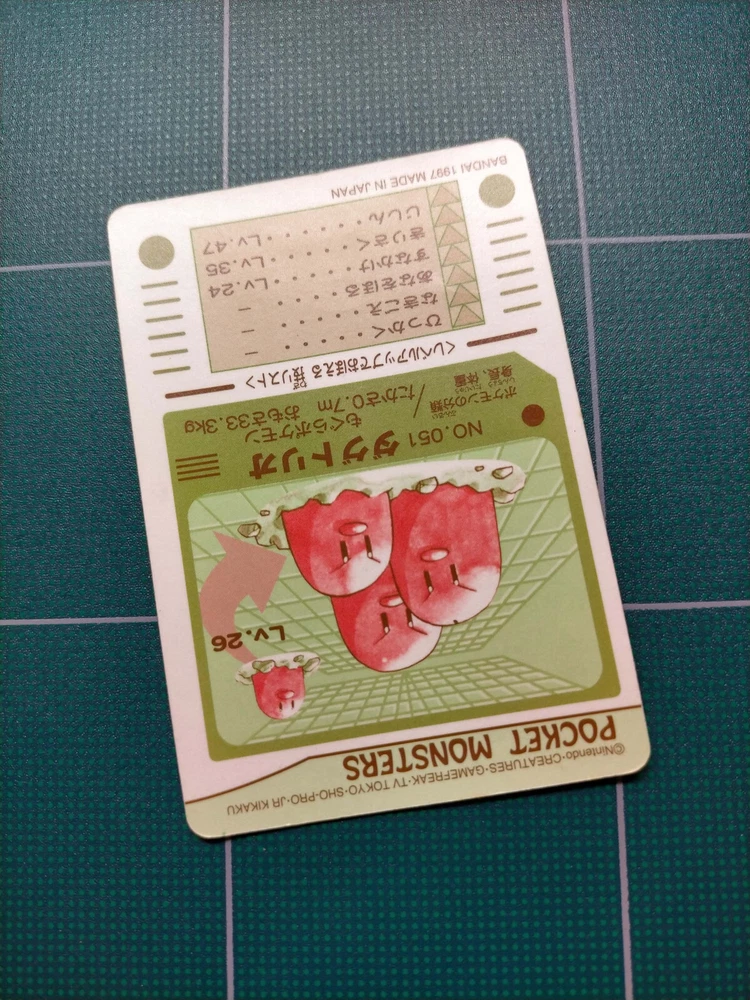 ©Nintendo・CREATURES・GAMEFREAK・TV TOKYO・SHO-PRO・JR KIKAKU
POCKET MONSTERS
Lv.26
NO.051 ダグトリオ
ポケモンの分類 もぐらポケモン
身長、体重 たかさ0.7m おもさ33.3kg
<レベルアップでおぼえる技リスト>
ひっかく・・・・・・ー
なきごえ・・・・・・ー
あなをほる・・・・・ー
すなかけ・・・・・Lv.24
きりさく・・・・・Lv.35
じしん・・・・・・Lv.47
BANDAI 1997 MADE IN JAPAN